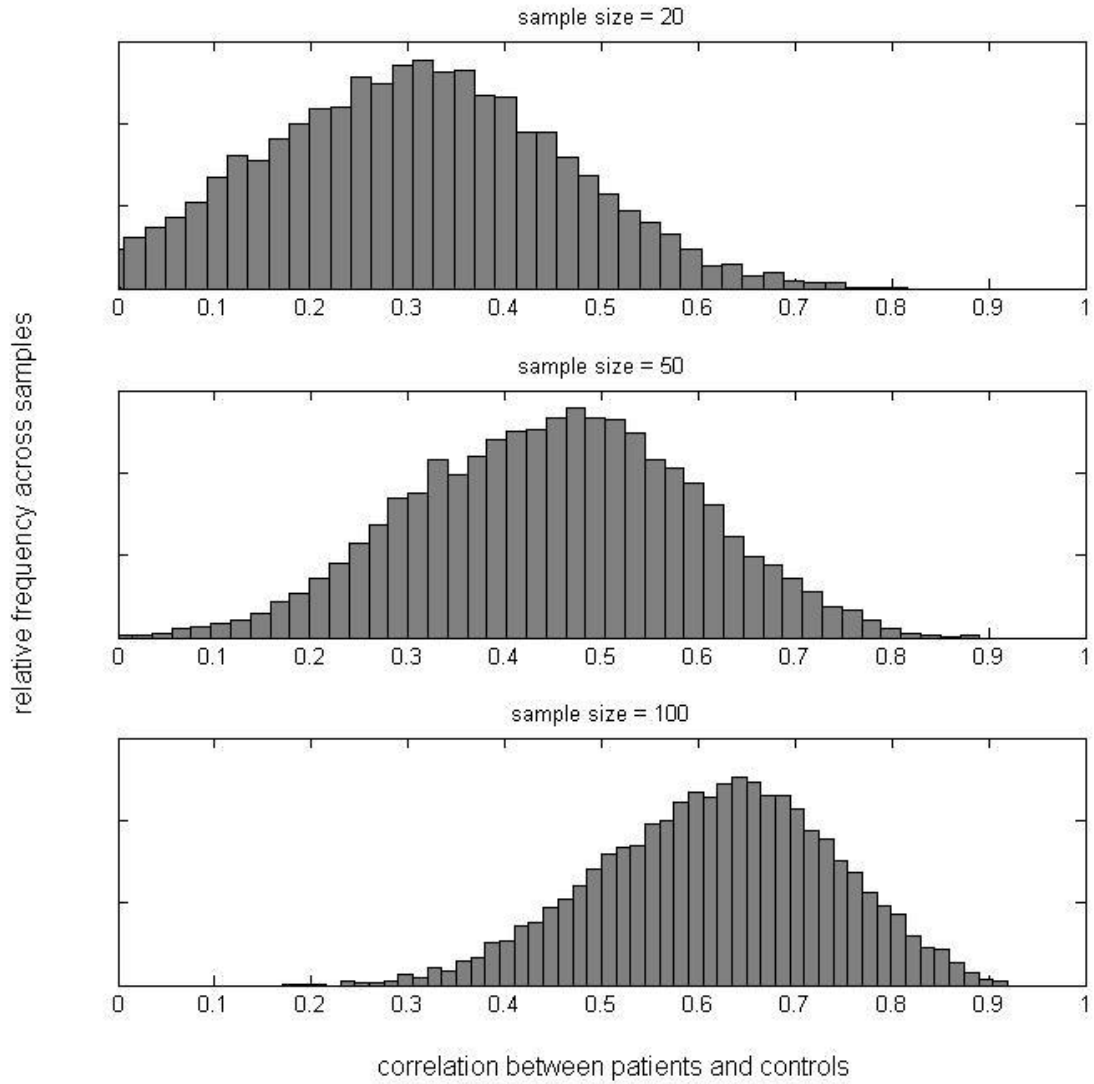 sample size = 20
0 0.1 0.2 0.3 0.4 0.5 0.6 0.7 0.8 0.9 1
sample size = 50
0 0.1 0.2 0.3 0.4 0.5 0.6 0.7 0.8 0.9 1
relative frequency across samples
sample size = 100
0 0.1 0.2 0.3 0.4 0.5 0.6 0.7 0.8 0.9 1
correlation between patients and controls